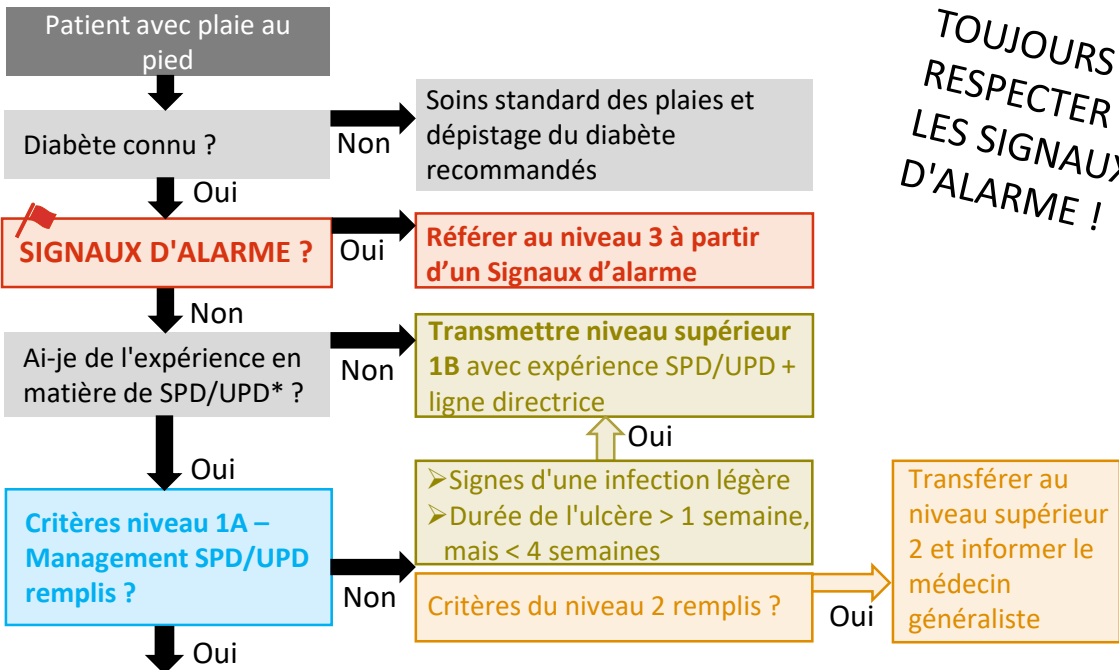 Patient avec plaie au
pied
TOUJOURS
RESPECTER
LES SIGNAUX
D'ALARME !
Diabète connu ?
Non
Soins standard des plaies et
dépistage du diabète
recommandés
Oui
SIGNAUX D'ALARME ?
Oui
Référer au niveau 3 à partir
d'un Signaux d'alarme
Non
Ai-je de l'expérience en
matière de SPD/UPD* ?
Non
Transmettre niveau supérieur
1B avec expérience SPD/UPD +
ligne directrice
Oui
Oui
Critères niveau 1A –
Management SPD/UPD
remplis ?
Non
➢Signes d'une infection légère
➢Durée de l'ulcère > 1 semaine,
mais < 4 semaines
Critères du niveau 2 remplis ?
Oui
Transférer au
niveau supérieur
2 et informer le
médecin
généraliste
Oui